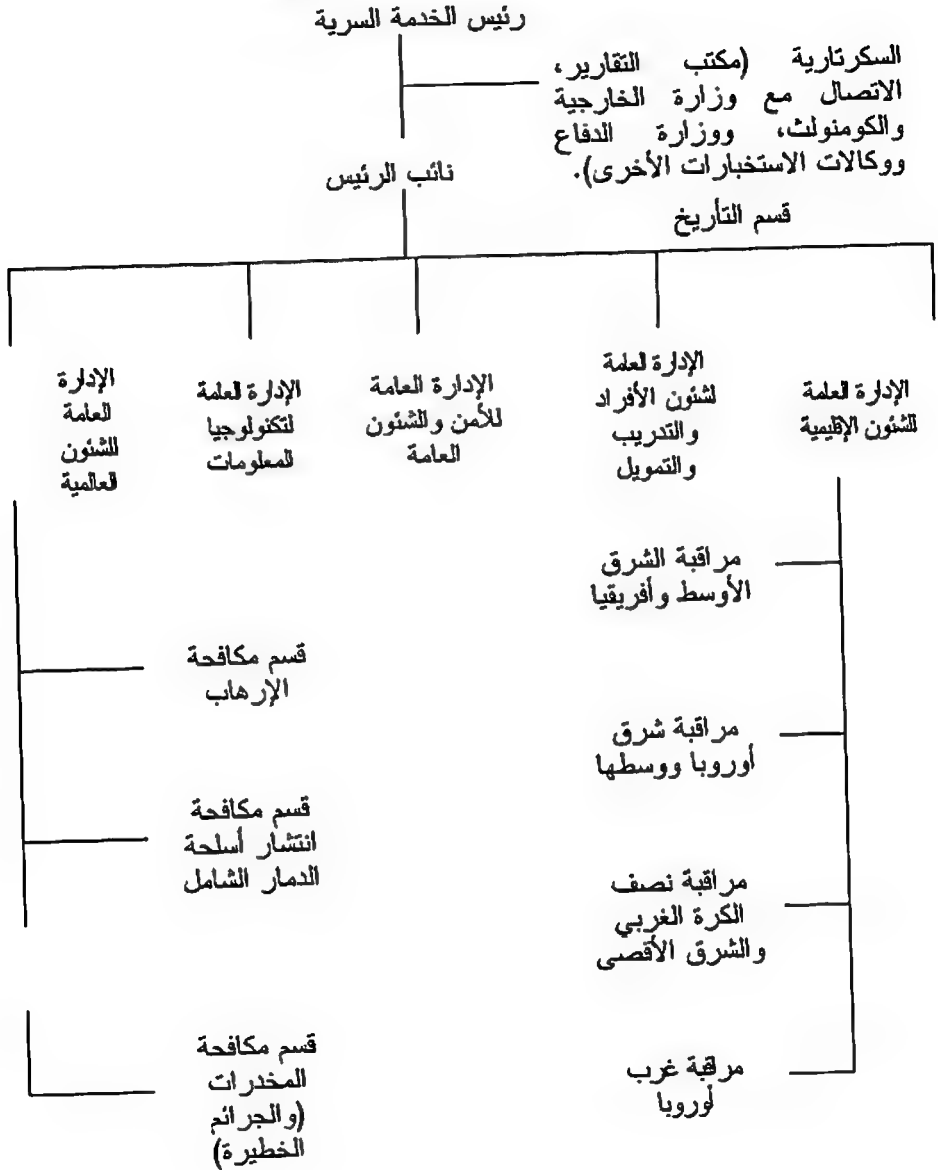 رئيس الخدمة السرية
السكرتارية (مكتب التقارير،
الاتصال مع وزارة الخارجية
والكومنولث، ووزارة الدفاع
ووكالات الاستخبارات الأخرى).
نائب الرئيس
قسم التأريخ
الإدارة العامة
للشئون الإقليمية
الإدارة العامة
لشئون الأفراد
والتدريب
والتمويل
الإدارة العامة
للأمن والشئون
العامة
الإدارة العامة
لتكنولوجيا
المعلومات
الإدارة
العامة
للشئون
العالمية
مراقبة الشرق
الأوسط وأفريقيا
مراقبة شرق
أوروبا ووسطها
مراقبة نصف
الكرة الغربي
والشرق الأقصى
مراقبة غرب
أوروبا
قسم مكافحة
الإرهاب
قسم مكافحة
انتشار أسلحة
الدمار الشامل
قسم مكافحة
المخدرات
(والجرائم
الخطيرة)